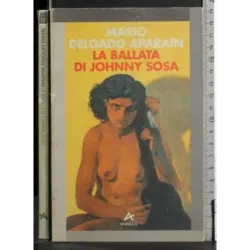 MARIO
DELGADO APARAIN
LA BALLATA
DI JOHNNY SOSA